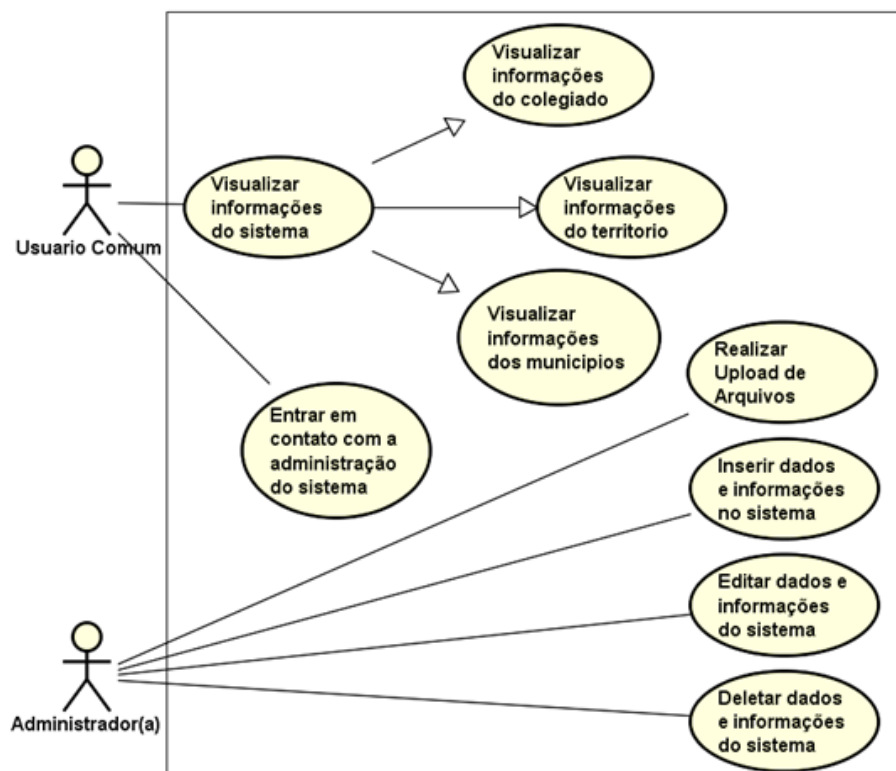 Visualizar
informações
do colegiado
Visualizar
informações
do sistema
Visualizar
informações
do territorio
Usuario Comum
Visualizar
informações
dos municipios
Realizar
Upload de
Arquivos
Entrar em
contato com a
administração
do sistema
Inserir dados
e informações
no sistema
Editar dados e
informações
do sistema
Administrador(a)
Deletar dados
e informações
do sistema